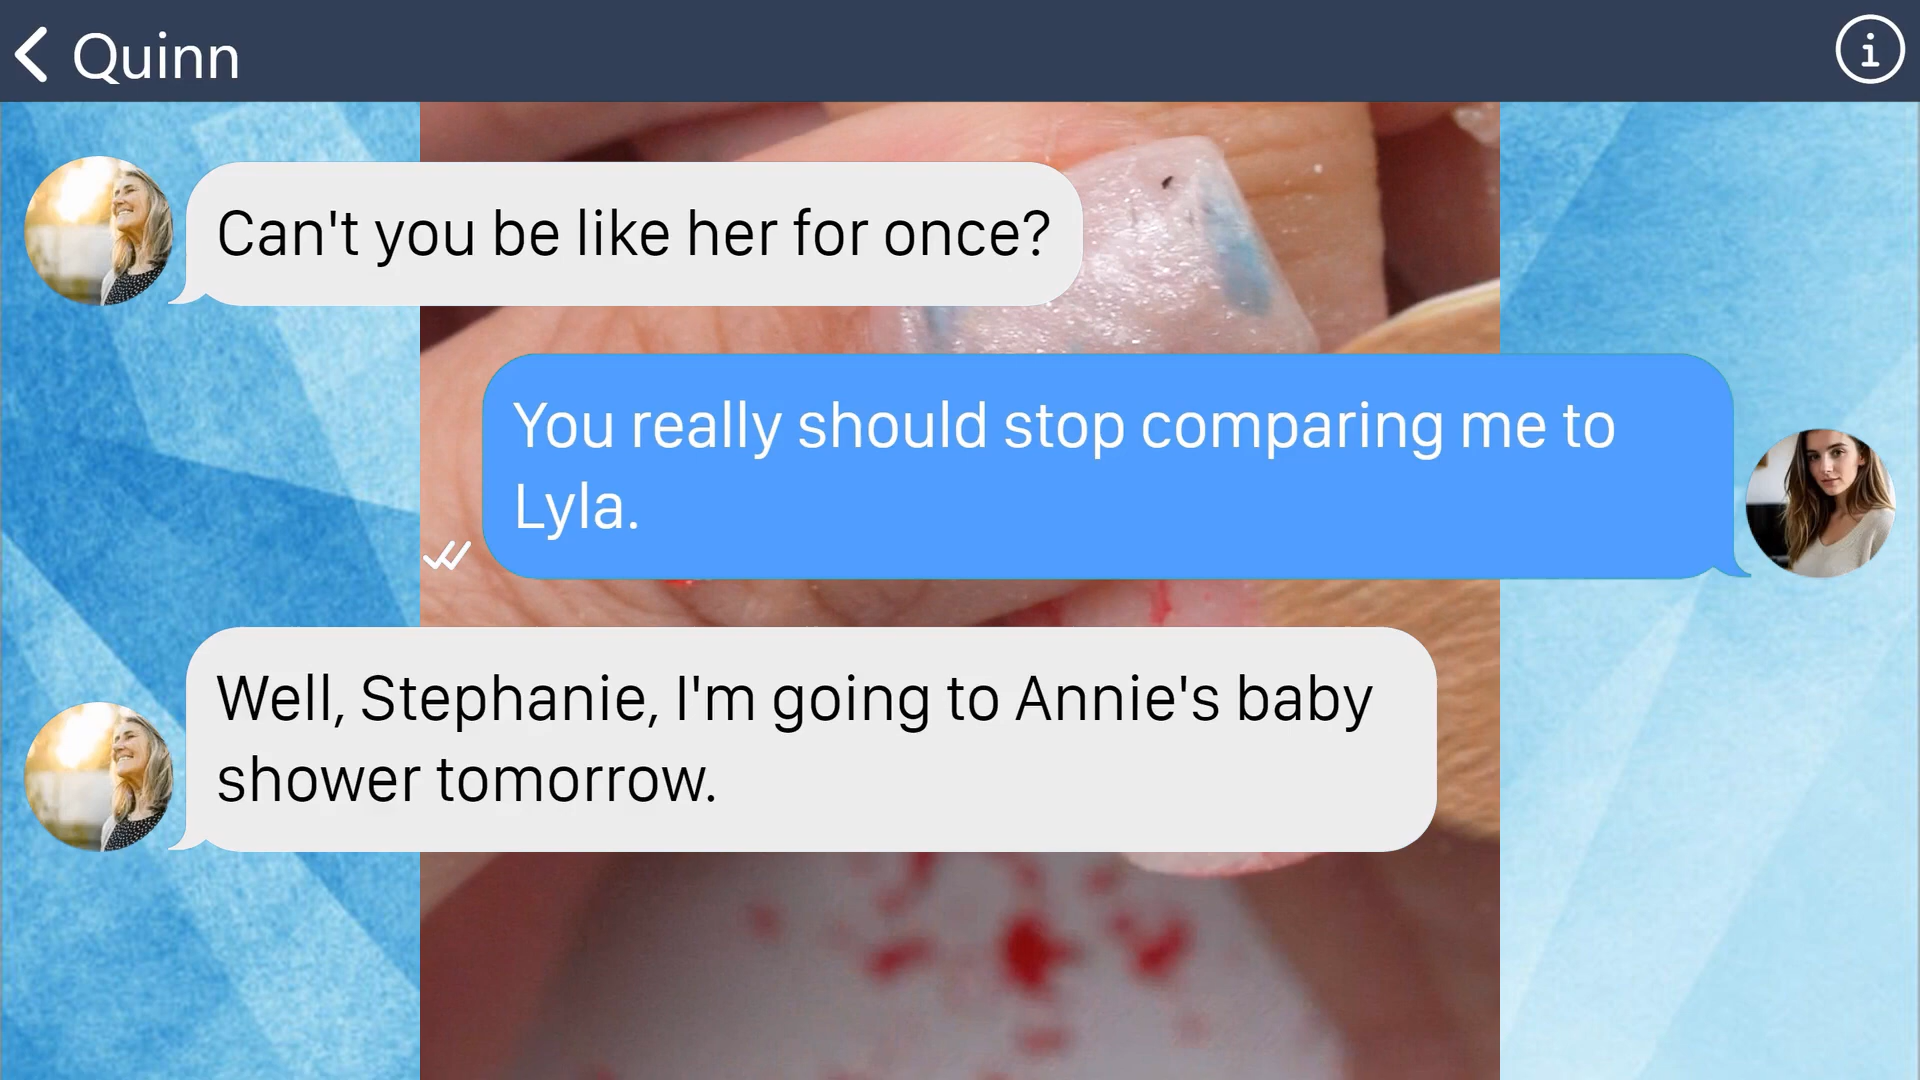 Quinn
Can't you be like her for once?
You really should stop comparing me to
Lyla.
Well, Stephanie, I'm going to Annie's baby
shower tomorrow.